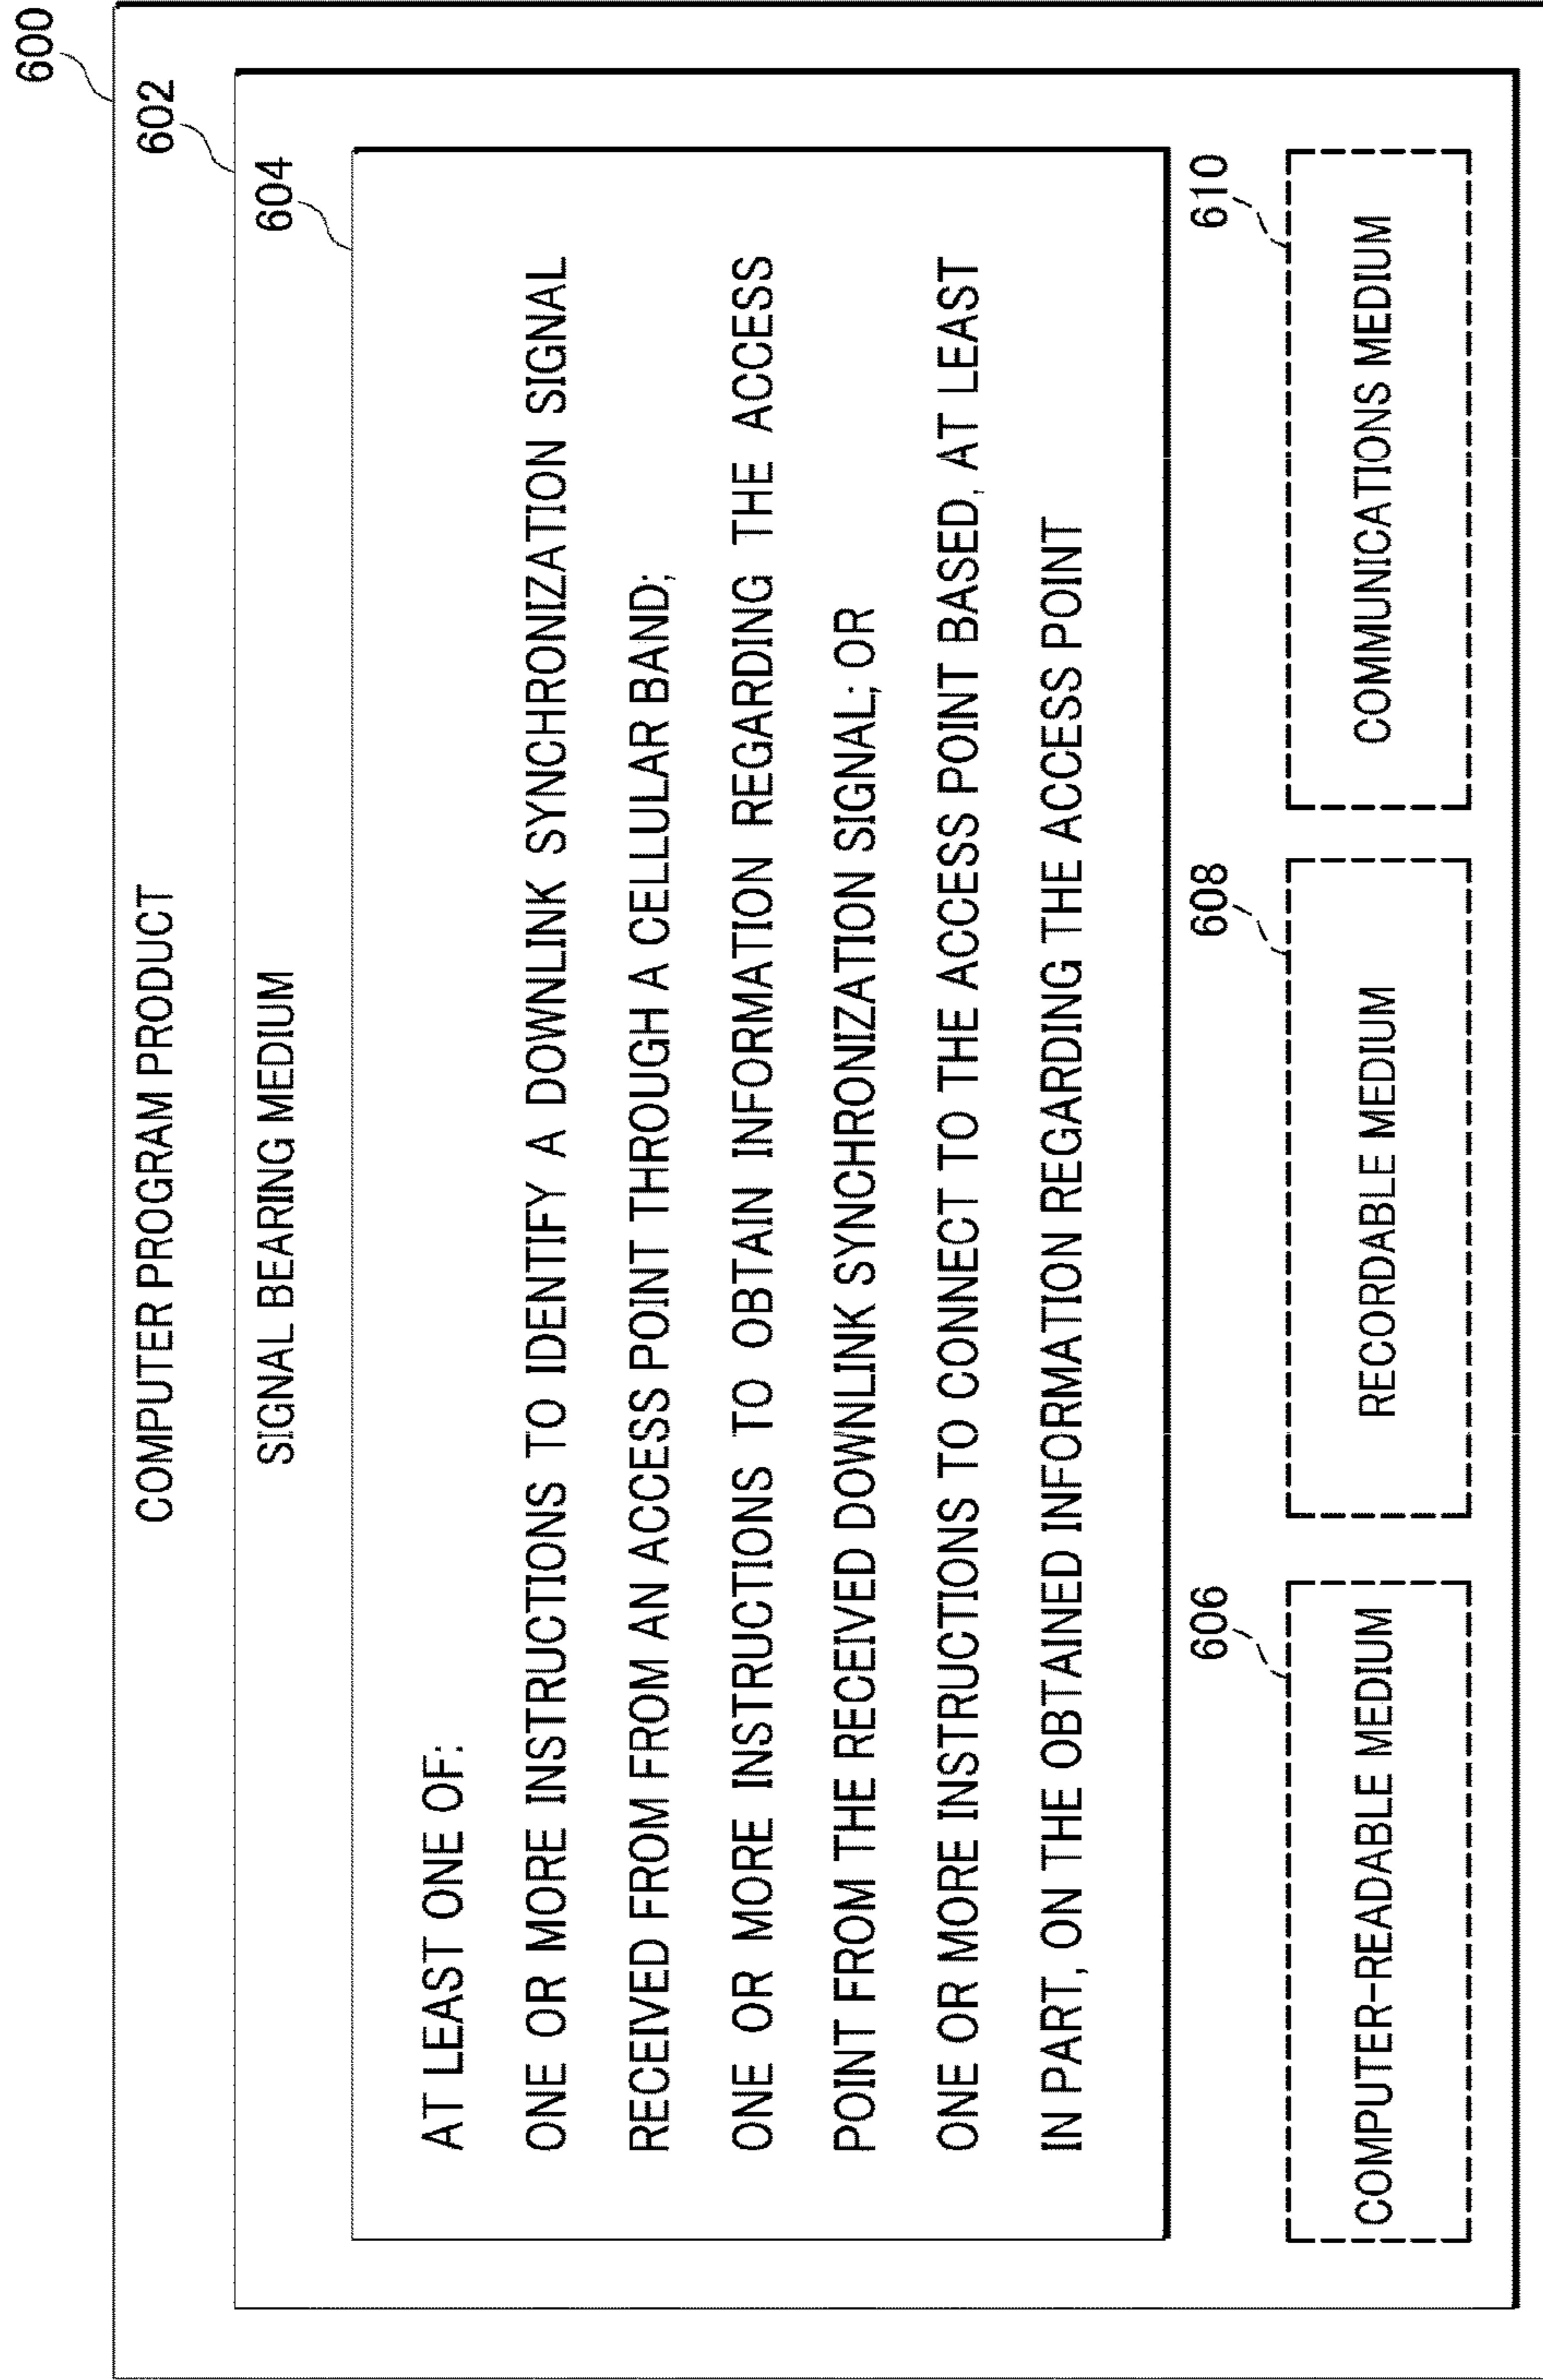 600
COMPUTER PROGRAM PRODUCT
602
SIGNAL BEARING MEDIUM
604
AT LEAST ONE OF:
ONE OR MORE INSTRUCTIONS TO IDENTIFY A DOWNLINK SYNCHRONIZATION SIGNAL
RECEIVED FROM FROM AN ACCESS POINT THROUGH A CELLULAR BAND;
ONE OR MORE INSTRUCTIONS TO OBTAIN INFORMATION REGARDING THE ACCESS
POINT FROM THE RECEIVED DOWNLINK SYNCHRONIZATION SIGNAL; OR
ONE OR MORE INSTRUCTIONS TO CONNECT TO THE ACCESS POINT BASED, AT LEAST
IN PART, ON THE OBTAINED INFORMATION REGARDING THE ACCESS POINT
606
608
610
COMPUTER-READABLE MEDIUM
RECORDABLE MEDIUM
COMMUNICATIONS MEDIUM